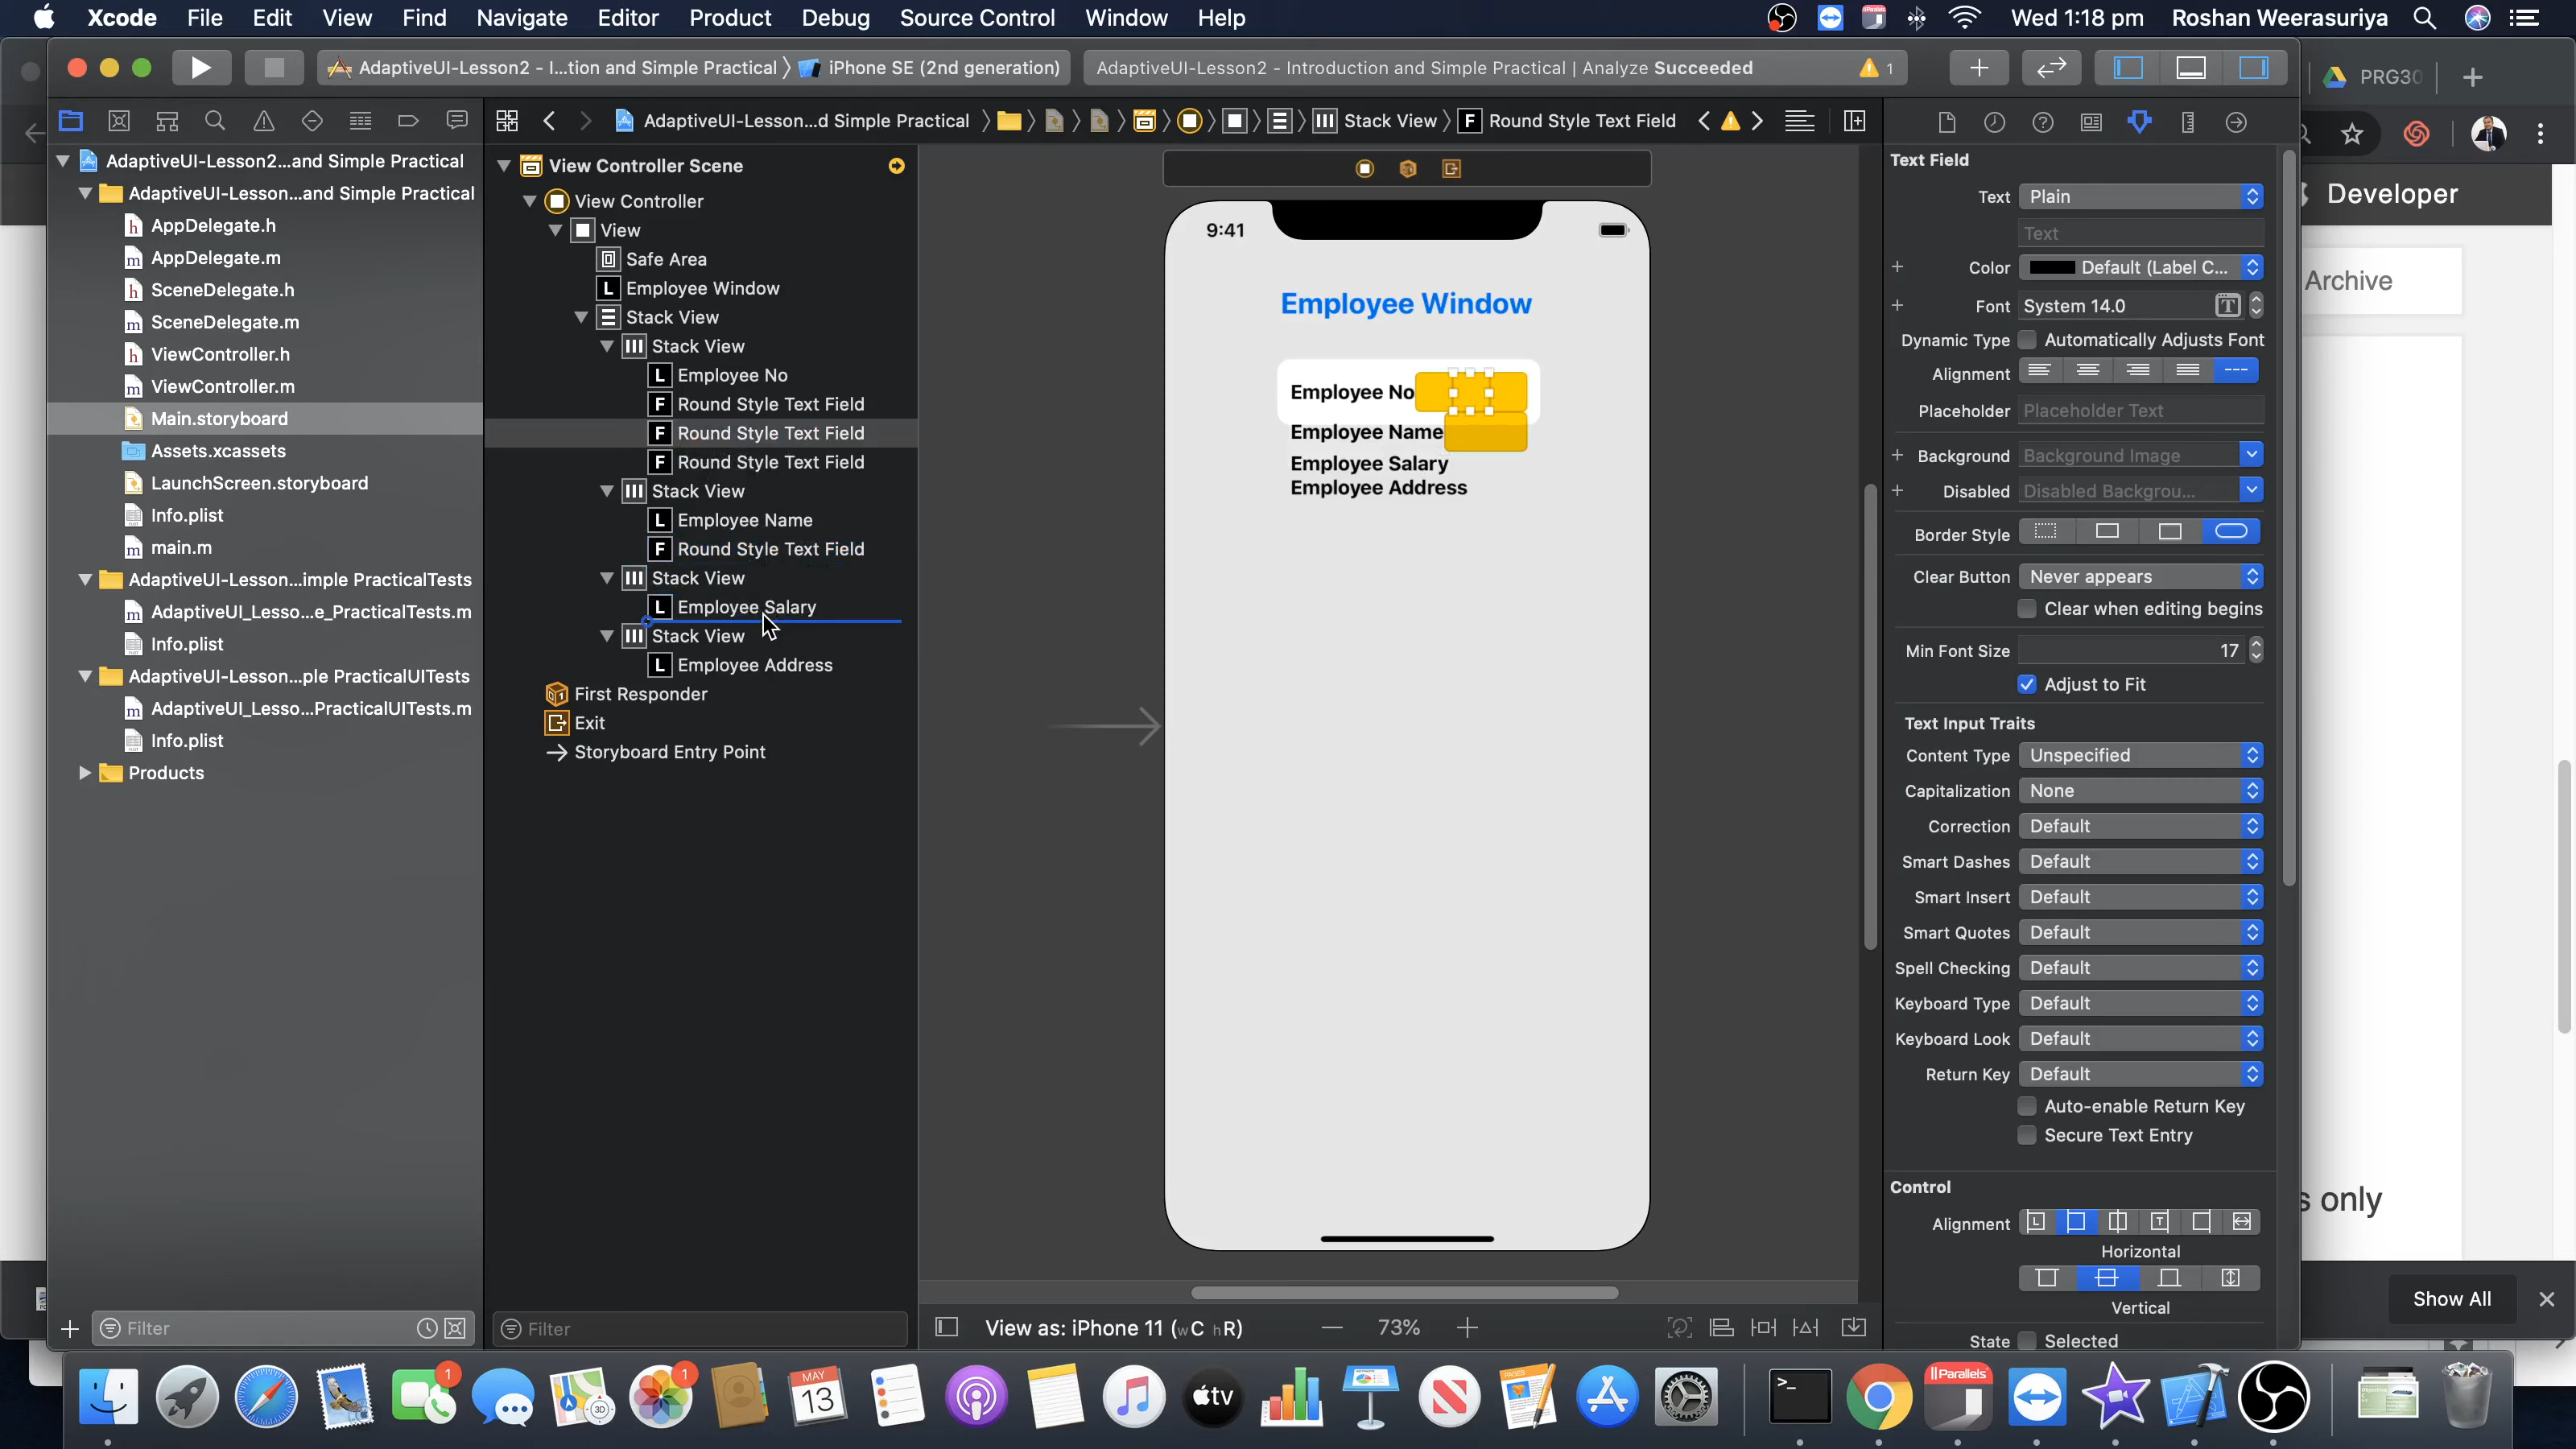 Xcode File Edit View Find Navigate Editor Product Debug Source Control Window Help
Wed 1:18 pm Roshan Weerasuriya
AdaptiveUI-Lesson2 - I...tion and Simple Practical iPhone SE (2nd generation)
AdaptiveUI-Lesson2 - Introduction and Simple Practical | Analyze Succeeded 1
PRG30
AdaptiveUI-Lesson...d Simple Practical Stack View Round Style Text Field
AdaptiveUI-Lesson2...and Simple Practical
AdaptiveUI-Lesson...and Simple Practical
AppDelegate.h
AppDelegate.m
SceneDelegate.h
SceneDelegate.m
ViewController.h
ViewController.m
Main.storyboard
Assets.xcassets
LaunchScreen.storyboard
Info.plist
main.m
AdaptiveUI-Lesson...imple PracticalTests
AdaptiveUI_Lesso...e_PracticalTests.m
Info.plist
AdaptiveUI-Lesson...ple PracticalUITests
AdaptiveUI_Lesso...PracticalUITests.m
Info.plist
Products
Filter
View Controller Scene
View Controller
View
Safe Area
Employee Window
Stack View
Stack View
Employee No
Round Style Text Field
Round Style Text Field
Round Style Text Field
Stack View
Employee Name
Round Style Text Field
Stack View
Employee Salary
Stack View
Employee Address
First Responder
Exit
Storyboard Entry Point
Filter
9:41
Employee Window
Employee No
Employee Name
Employee Salary
Employee Address
View as: iPhone 11 (wC hR)
73%
Text Field
Text Plain
Text
Color Default (Label C...
Font System 14.0
Dynamic Type Automatically Adjusts Font
Alignment
Placeholder Placeholder Text
Background Background Image
Disabled Disabled Backgrou...
Border Style
Clear Button Never appears
Clear when editing begins
Min Font Size 17
Adjust to Fit
Text Input Traits
Content Type Unspecified
Capitalization None
Correction Default
Smart Dashes Default
Smart Insert Default
Smart Quotes Default
Spell Checking Default
Keyboard Type Default
Keyboard Look Default
Return Key Default
Auto-enable Return Key
Secure Text Entry
Control
Alignment
Horizontal
Vertical
State Selected
Developer
Archive
s only
Show All
1
3D
1
MAY
13
tv
PAGES
Parallels